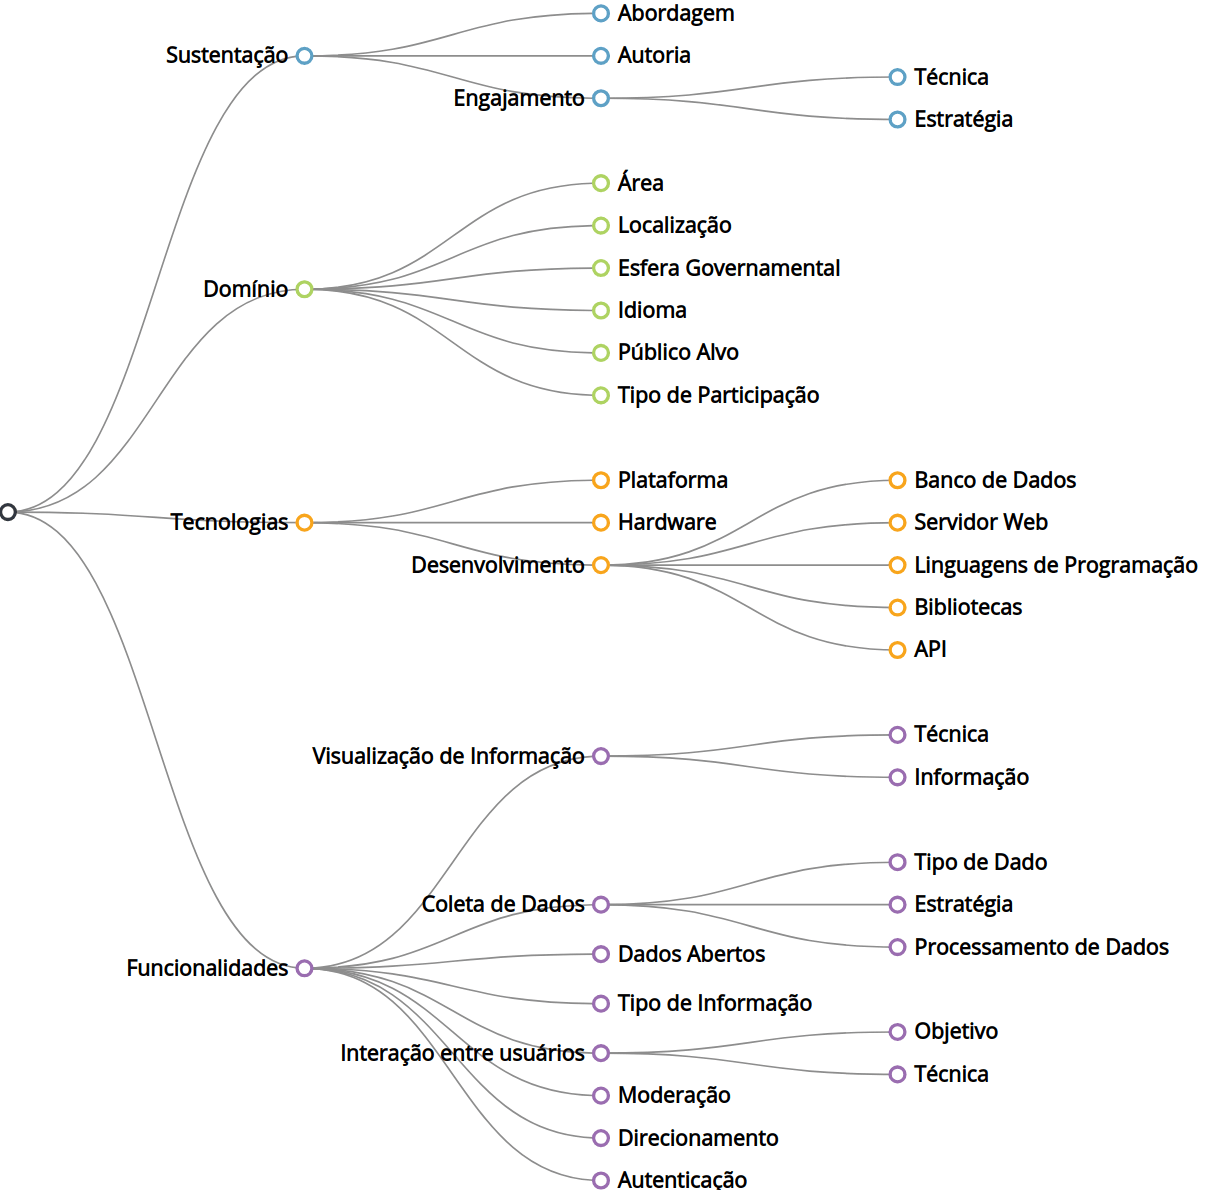 Sustentação
Abordagem
Autoria
Engajamento
Técnica
Estratégia
Domínio
Área
Localização
Esfera Governamental
Idioma
Público Alvo
Tipo de Participação
Tecnologias
Plataforma
Hardware
Desenvolvimento
Banco de Dados
Servidor Web
Linguagens de Programação
Bibliotecas
API
Funcionalidades
Visualização de Informação
Técnica
Informação
Coleta de Dados
Tipo de Dado
Estratégia
Processamento de Dados
Dados Abertos
Tipo de Informação
Interação entre usuários
Objetivo
Técnica
Moderação
Direcionamento
Autenticação